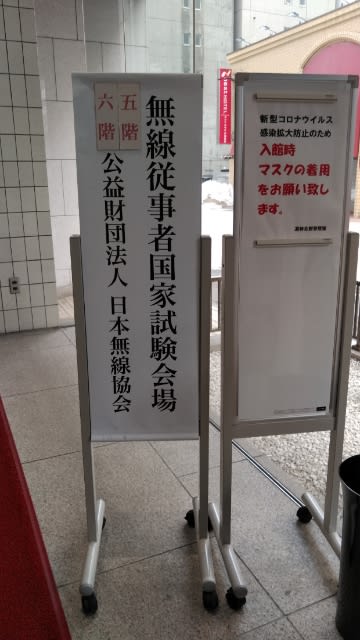 無線従事者国家試験会場
五階
六階
公益財団法人 日本無線協会
新型コロナウイルス
感染拡大防止のため
入館時
マスクの着用
をお願い致し
ます。